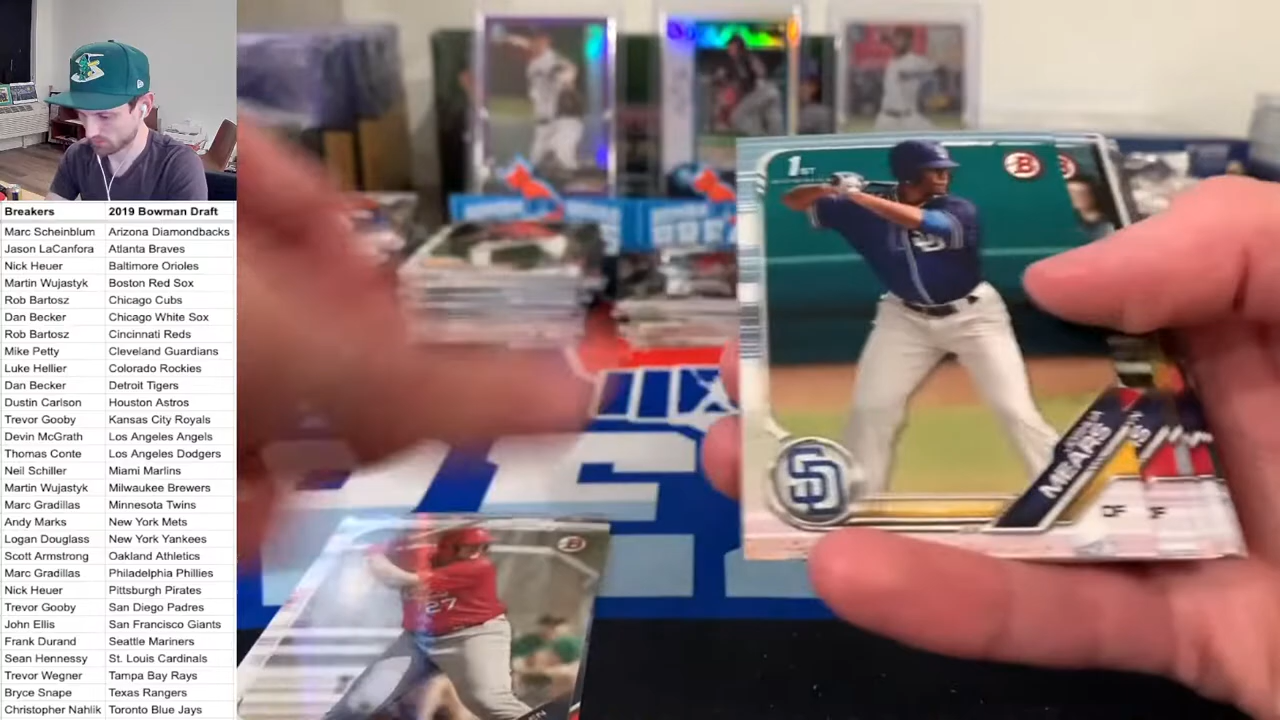 Breakers 2019 Bowman Draft
Marc Scheinblum Arizona Diamondbacks
Jason LaCanfora Atlanta Braves
Nick Heuer Baltimore Orioles
Martin Wujastyk Boston Red Sox
Rob Bartosz Chicago Cubs
Dan Becker Chicago White Sox
Rob Bartosz Cincinnati Reds
Mike Petty Cleveland Guardians
Luke Hellier Colorado Rockies
Dan Becker Detroit Tigers
Dustin Carlson Houston Astros
Trevor Gooby Kansas City Royals
Devin McGrath Los Angeles Angels
Thomas Conte Los Angeles Dodgers
Neil Schiller Miami Marlins
Martin Wujastyk Milwaukee Brewers
Marc Gradillas Minnesota Twins
Andy Marks New York Mets
Logan Douglass New York Yankees
Scott Armstrong Oakland Athletics
Marc Gradillas Philadelphia Phillies
Nick Heuer Pittsburgh Pirates
Trevor Gooby San Diego Padres
John Ellis San Francisco Giants
Frank Durand Seattle Mariners
Sean Hennessy St. Louis Cardinals
Trevor Wegner Tampa Bay Rays
Bryce Snape Texas Rangers
Christopher Nahlik Toronto Blue Jays
1ST
B
SD
MEARS
OF
27
B